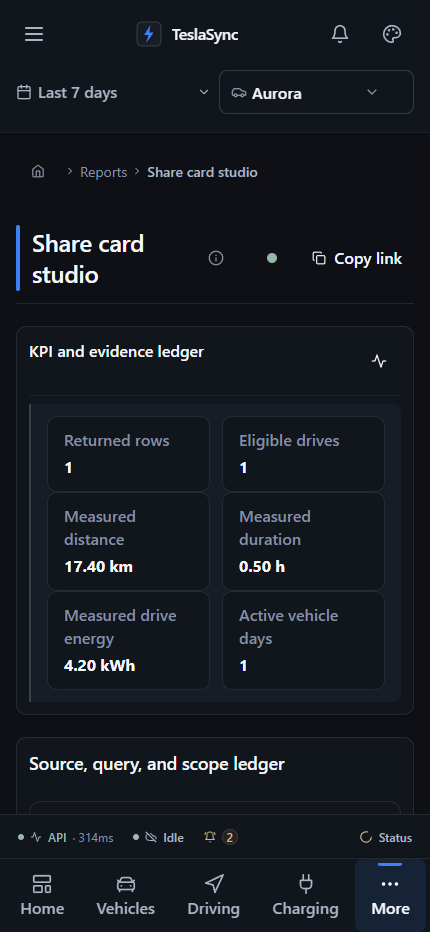 TeslaSync
Last 7 days
Aurora
Reports
Share card studio
Share card
studio
Copy link
KPI and evidence ledger
Returned rows
1
Eligible drives
1
Measured
distance
17.40 km
Measured
duration
0.50 h
Measured drive
energy
4.20 kWh
Active vehicle
days
1
Source, query, and scope ledger
API · 314ms
Idle
2
Status
Home
Vehicles
Driving
Charging
More